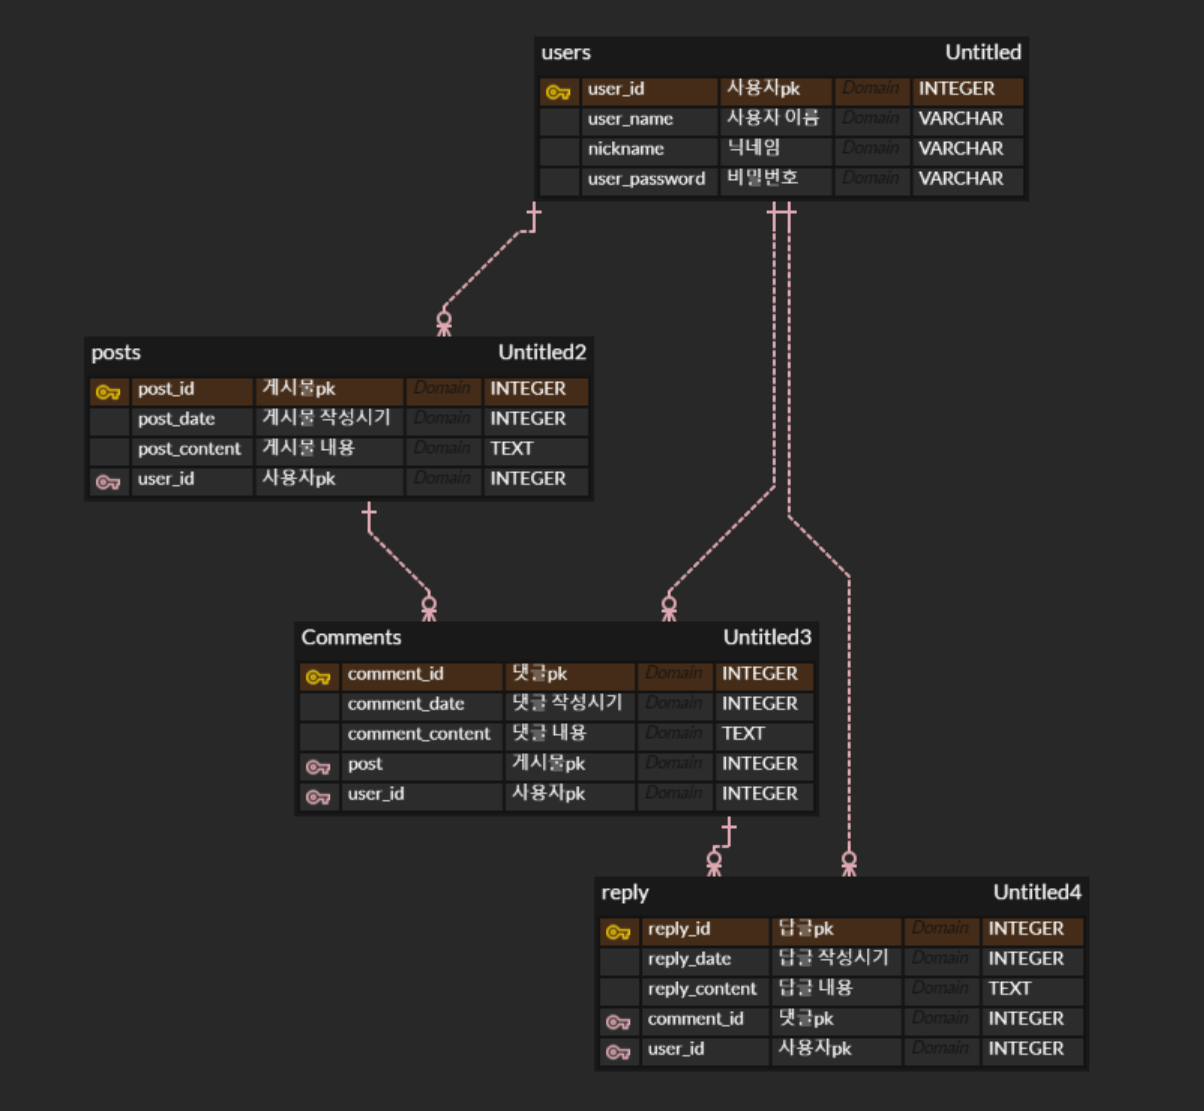 users Untitled
user_id 사용자pk Domain INTEGER
user_name 사용자 이름 Domain VARCHAR
nickname 닉네임 Domain VARCHAR
user_password 비밀번호 Domain VARCHAR
posts Untitled2
post_id 게시물pk Domain INTEGER
post_date 게시물 작성시기 Domain INTEGER
post_content 게시물 내용 Domain TEXT
user_id 사용자pk Domain INTEGER
Comments Untitled3
comment_id 댓글pk Domain INTEGER
comment_date 댓글 작성시기 Domain INTEGER
comment_content 댓글 내용 Domain TEXT
post 게시물pk Domain INTEGER
user_id 사용자pk Domain INTEGER
reply Untitled4
reply_id 답글pk Domain INTEGER
reply_date 답글 작성시기 Domain INTEGER
reply_content 답글 내용 Domain TEXT
comment_id 댓글pk Domain INTEGER
user_id 사용자pk Domain INTEGER